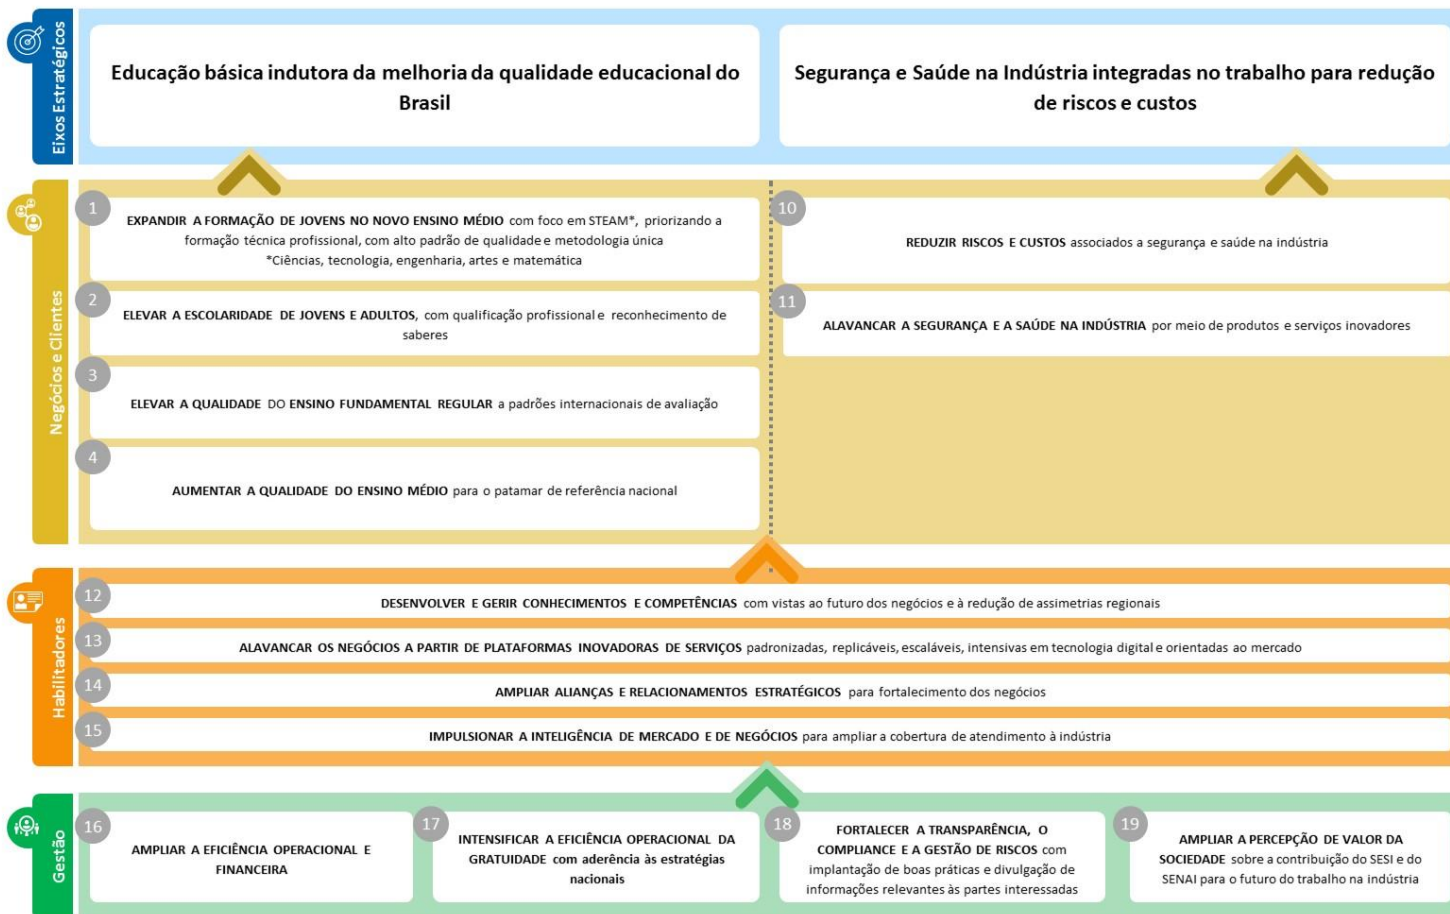 Eixos Estratégicos
Educação básica indutora da melhoria da qualidade educacional do
Brasil
Segurança e Saúde na Indústria integradas no trabalho para redução
de riscos e custos
Negócios e Clientes
1
EXPANDIR A FORMAÇÃO DE JOVENS NO NOVO ENSINO MÉDIO com foco em STEAM*, priorizando a
formação técnica profissional, com alto padrão de qualidade e metodologia única
*Ciências, tecnologia, engenharia, artes e matemática
2
ELEVAR A ESCOLARIDADE DE JOVENS E ADULTOS, com qualificação profissional e reconhecimento de
saberes
3
ELEVAR A QUALIDADE DO ENSINO FUNDAMENTAL REGULAR a padrões internacionais de avaliação
4
AUMENTAR A QUALIDADE DO ENSINO MÉDIO para o patamar de referência nacional
10
REDUZIR RISCOS E CUSTOS associados a segurança e saúde na indústria
11
ALAVANCAR A SEGURANÇA E A SAÚDE NA INDÚSTRIA por meio de produtos e serviços inovadores
Habilitadores
12
DESENVOLVER E GERIR CONHECIMENTOS E COMPETÊNCIAS com vistas ao futuro dos negócios e à redução de assimetrias regionais
13
ALAVANCAR OS NEGÓCIOS A PARTIR DE PLATAFORMAS INOVADORAS DE SERVIÇOS padronizadas, replicáveis, escaláveis, intensivas em tecnologia digital e orientadas ao mercado
14
AMPLIAR ALIANÇAS E RELACIONAMENTOS ESTRATÉGICOS para fortalecimento dos negócios
15
IMPULSIONAR A INTELIGÊNCIA DE MERCADO E DE NEGÓCIOS para ampliar a cobertura de atendimento à indústria
Gestão
16
AMPLIAR A EFICIÊNCIA OPERACIONAL E
FINANCEIRA
17
INTENSIFICAR A EFICIÊNCIA OPERACIONAL DA
GRATUIDADE com aderência às estratégias
nacionais
18
FORTALECER A TRANSPARÊNCIA, O
COMPLIANCE E A GESTÃO DE RISCOS com
implantação de boas práticas e divulgação de
informações relevantes às partes interessadas
19
AMPLIAR A PERCEPÇÃO DE VALOR DA
SOCIEDADE sobre a contribuição do SESI e do
SENAI para o futuro do trabalho na indústria